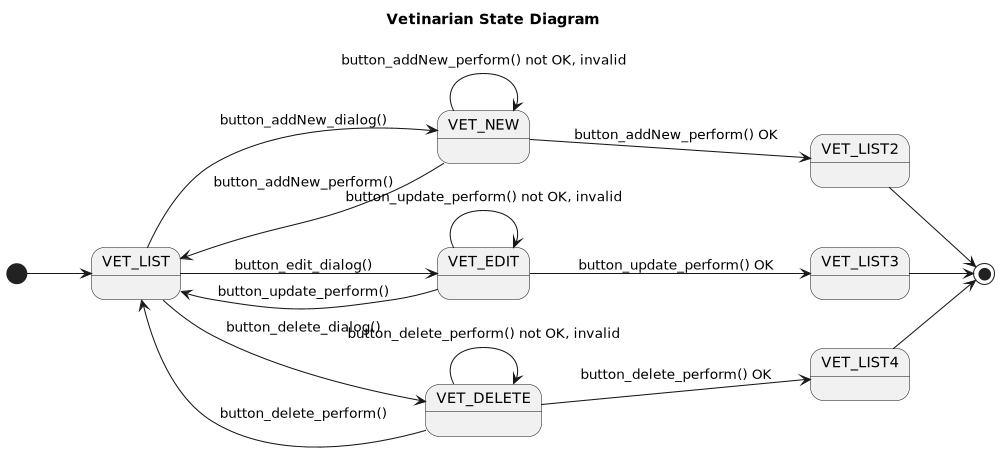 Vetinarian State Diagram
button_addNew_perform() not OK, invalid
button_addNew_dialog()
VET_NEW
button_addNew_perform() OK
VET_LIST2
button_addNew_perform()
button_update_perform() not OK, invalid
VET_LIST
button_edit_dialog()
VET_EDIT
button_update_perform() OK
VET_LIST3
button_update_perform()
button_delete_dialog()
button_delete_perform() not OK, invalid
VET_LIST4
button_delete_perform() OK
VET_DELETE
button_delete_perform()